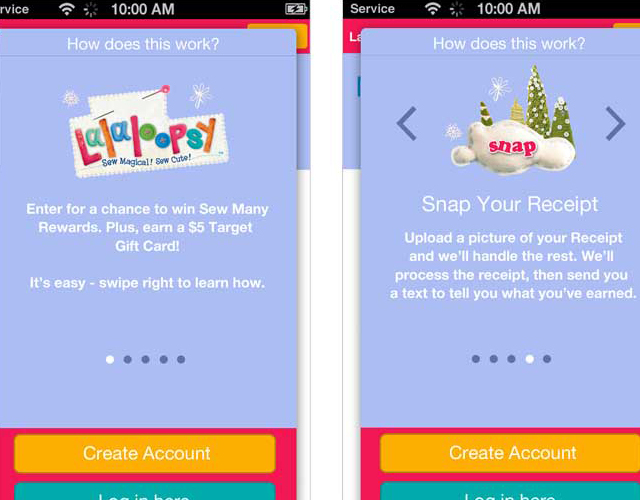 rvice 10:00 AM
How does this work?
Lalaloopsy
Sew Magical! Sew Cute!
Enter for a chance to win Sew Many
Rewards. Plus, earn a $5 Target
Gift Card!
It's easy - swipe right to learn how.
Create Account
Log in here
Service 10:00 AM
La
How does this work?
snap
Snap Your Receipt
Upload a picture of your Receipt
and we'll handle the rest. We'll
process the receipt, then send you
a text to tell you what you've earned.
Create Account
Log in here